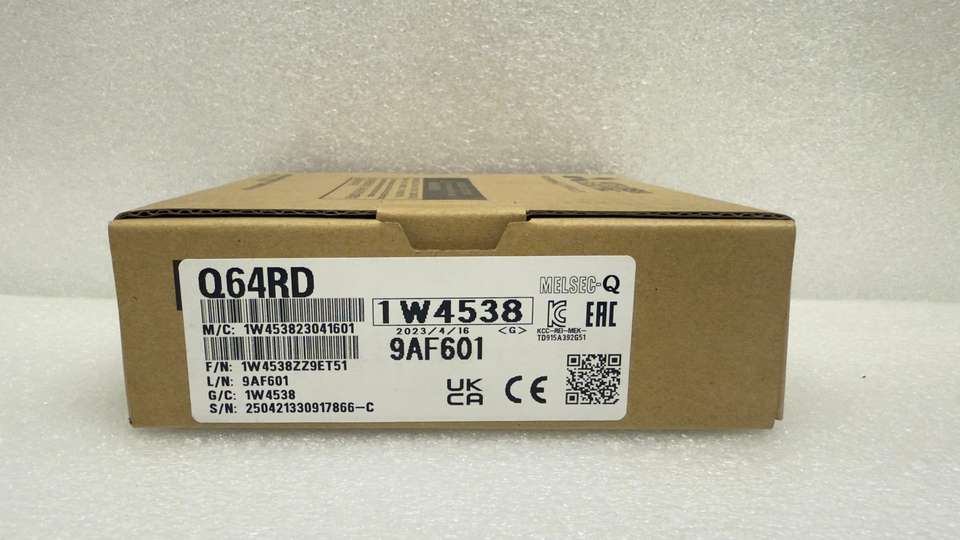 Q64RD
MELSEC-Q
1W4538
2023/4/16 <G>
9AF601
M/C: 1W453823041601
F/N: 1W4538ZZ9ET51
L/N: 9AF601
G/C: 1W4538
S/N: 250421330917866-C
KCC-REI-MEK-
TD915A392G51
EAC
UK
CA
CE